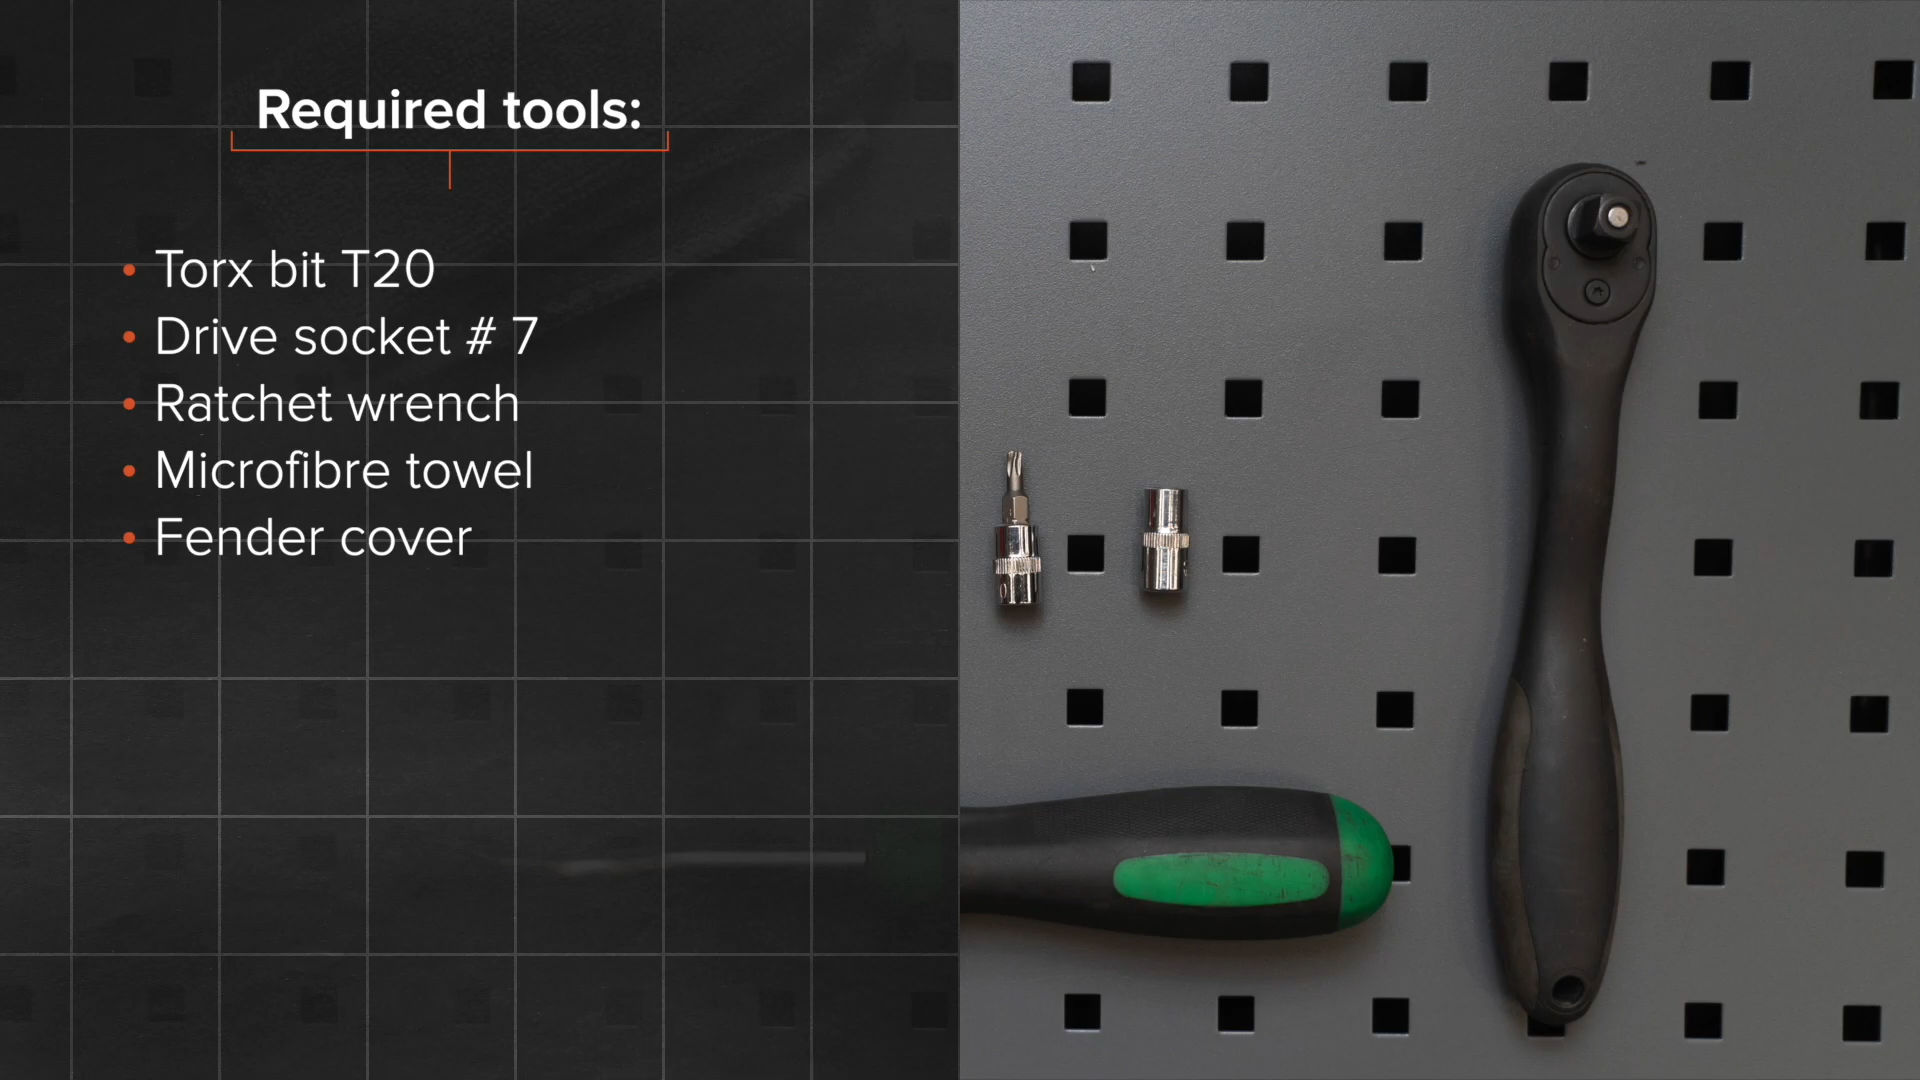 Required tools:
• Torx bit T20
• Drive socket # 7
• Ratchet wrench
• Microfibre towel
• Fender cover